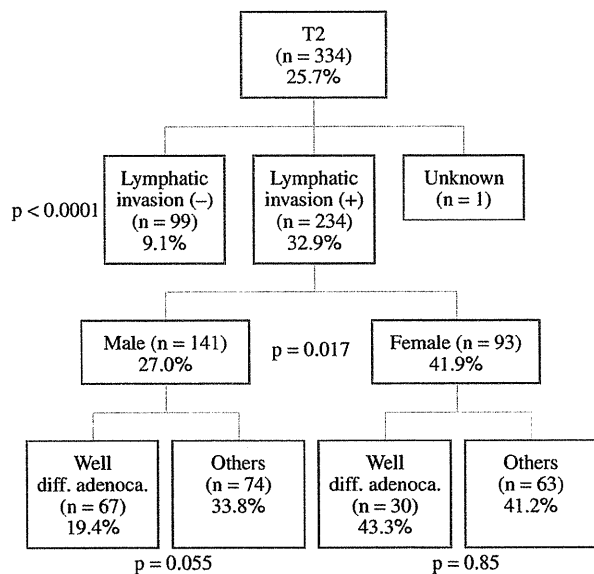 T2
(n = 334)
25.7%
Lymphatic
invasion (–)
(n = 99)
9.1%
Lymphatic
invasion (+)
(n = 234)
32.9%
Unknown
(n = 1)
p < 0.0001
Male (n = 141)
27.0%
p = 0.017
Female (n = 93)
41.9%
Well
diff. adenoca.
(n = 67)
19.4%
Others
(n = 74)
33.8%
Well
diff. adenoca.
(n = 30)
43.3%
Others
(n = 63)
41.2%
p = 0.055
p = 0.85